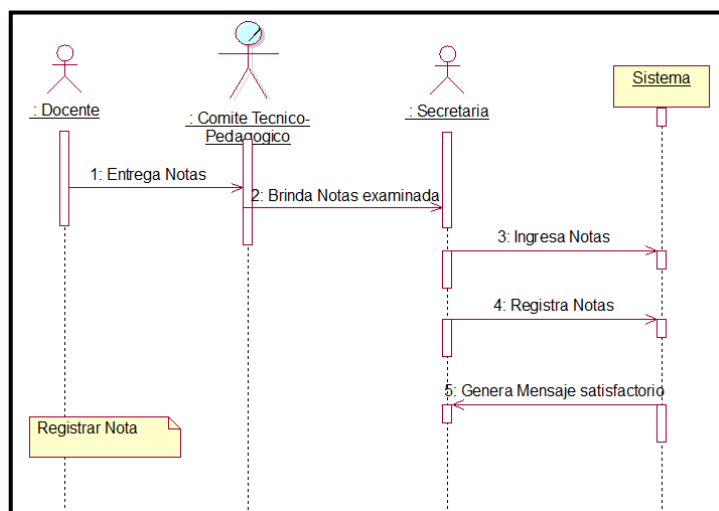 : Docente
: Comite Tecnico-
Pedagogico
: Secretaria
Sistema
1: Entrega Notas
2: Brinda Notas examinada
3: Ingresa Notas
4: Registra Notas
5: Genera Mensaje satisfactorio
Registrar Nota